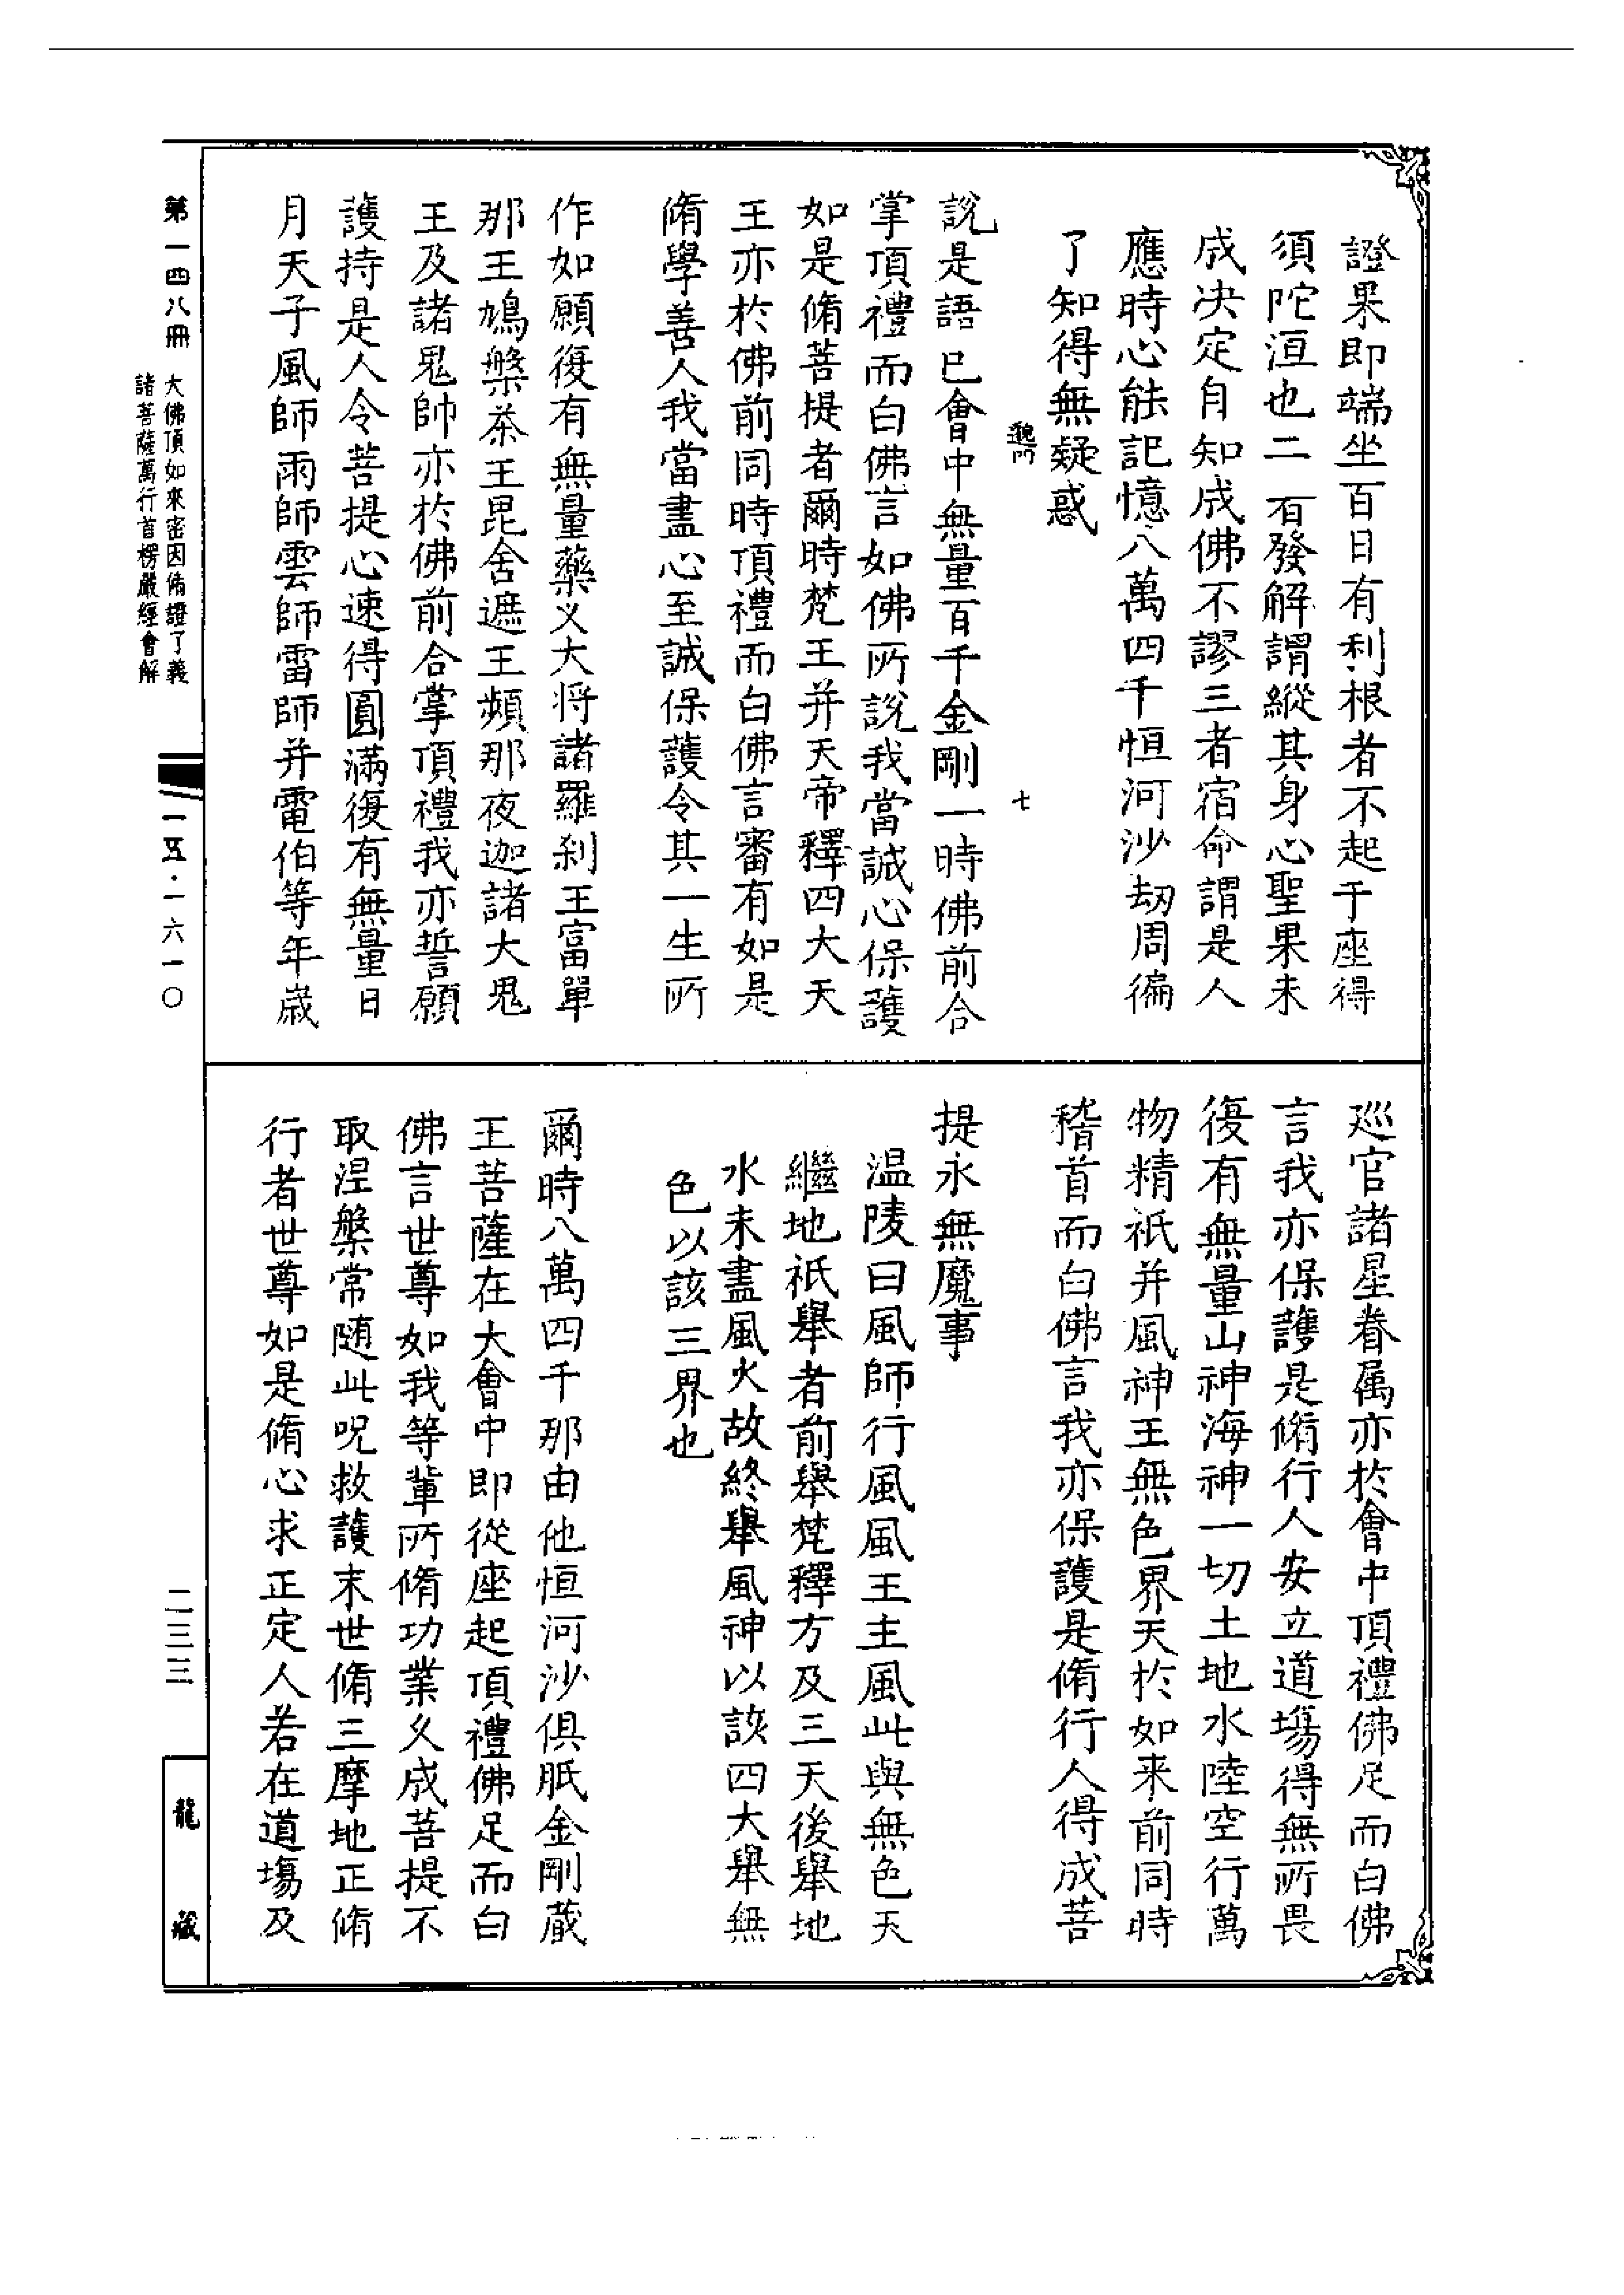 證果即端坐百日有利根者不起于座得
須陀洹也二有發解謂縱其身心聖果未
成決定自知成佛不謬三者宿命謂是人
應時心能記憶八萬四千恒河沙劫周徧
了知得無疑惑
七
說是語已會中無量百千金剛一時佛前合
掌頂禮而白佛言如佛所說我當誠心保護
如是脩菩提者爾時梵王并天帝釋四大天
王亦於佛前同時頂禮而白佛言審有如是
脩學善人我當盡心至誠保護令其一生所
作如願復有無量藥义大將諸羅刹王富單
那王鳩槃茶王毘舍遮王頻那夜迦諸大鬼
王及諸鬼帥亦於佛前合掌頂禮我亦誓願
護持是人令菩提心速得圓滿復有無量日
月天子風師雨師雲師雷師并電伯等年歲
廵官諸星眷属亦於會中頂禮佛足而白佛
言我亦保護是脩行人安立道場得無所畏
復有無量山神海神一切土地水陸空行萬
物精祇并風神王無色界天於如来前同時
稽首而白佛言我亦保護是脩行人得成菩
提永無魔事
温陵曰風師行風風王主風此與無色天
繼地祇舉者前舉梵釋方及三天後舉地
水未盡風火故終舉風神以該四大舉無
色以該三界也
爾時八萬四千那由他恒河沙俱胝金剛蔵
王菩薩在大會中即從座起頂禮佛足而白
佛言世尊如我等輩所脩功業久成菩提不
取涅槃常随此呪救護末世脩三摩地正脩
行者世尊如是脩心求正定人若在道場及
第一四八冊
大佛頂如來密因脩證了義
諸菩薩萬行首楞嚴經會解
一五·一六一〇
二三三
龍藏